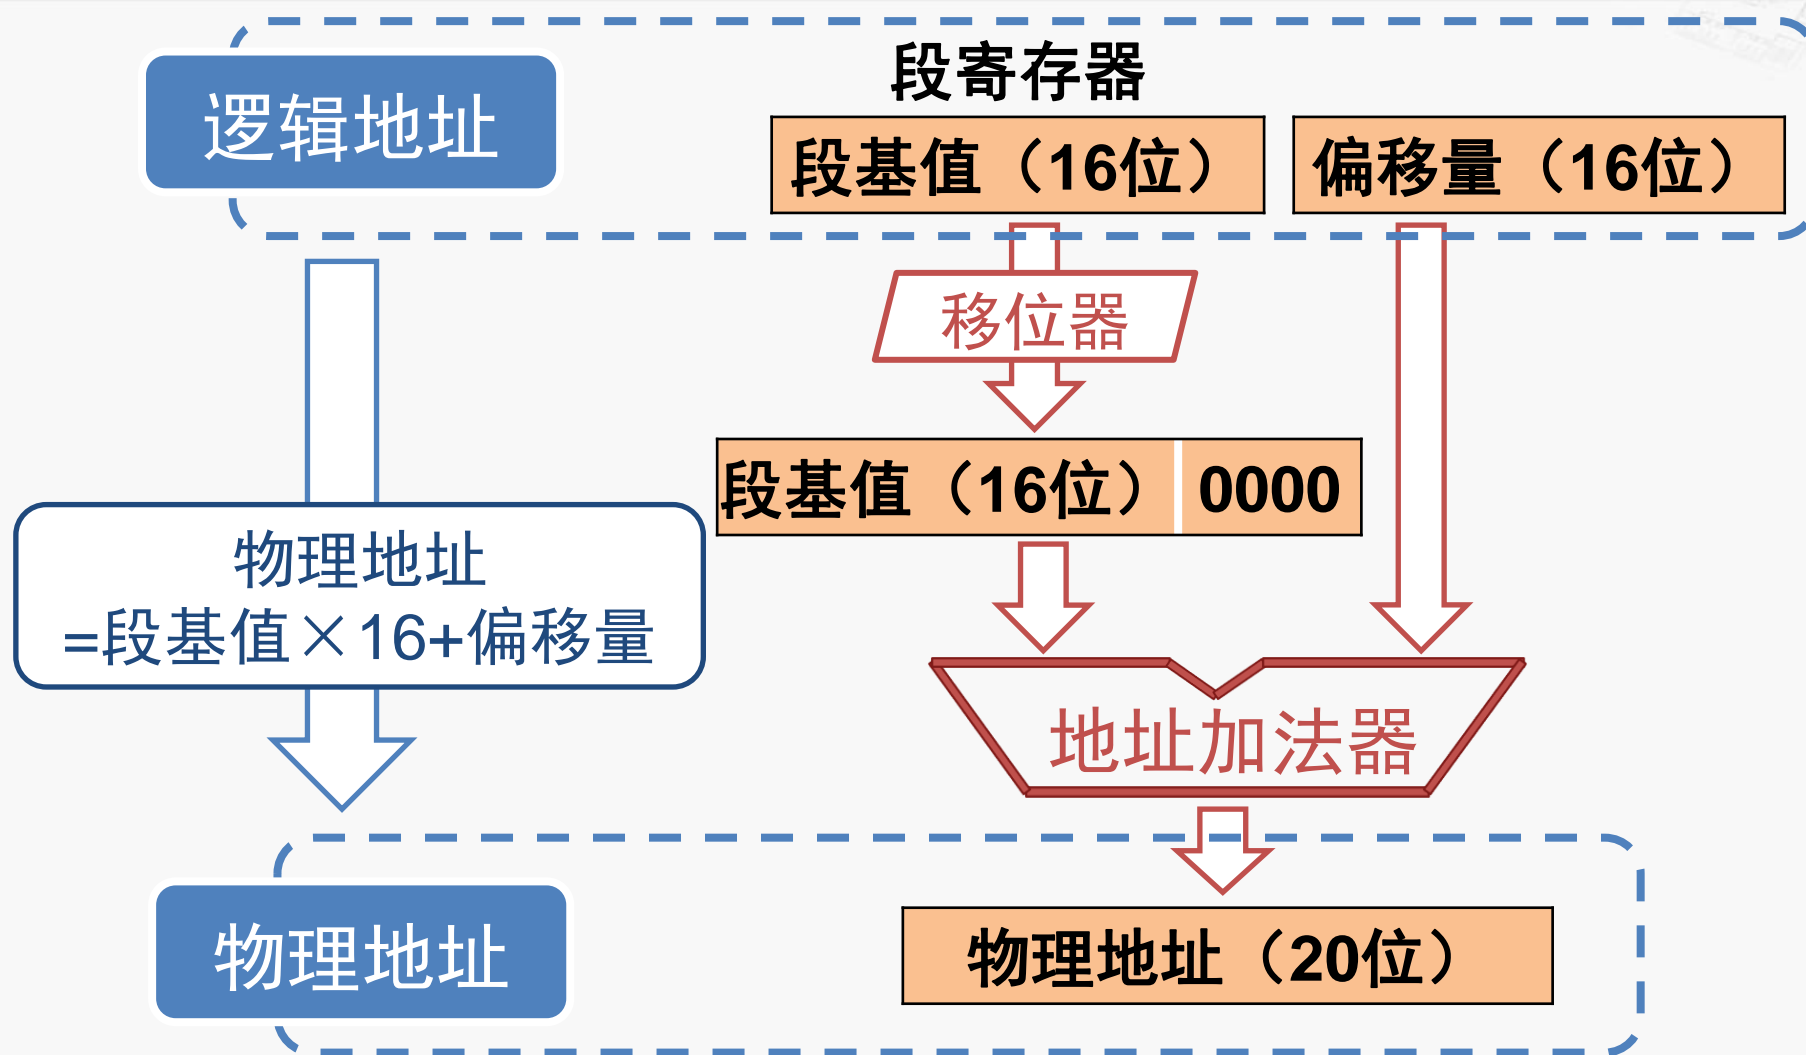 逻辑地址
段寄存器
段基值（16位）
偏移量（16位）
移位器
段基值（16位） 0000
物理地址
=段基值×16+偏移量
地址加法器
物理地址
物理地址（20位）